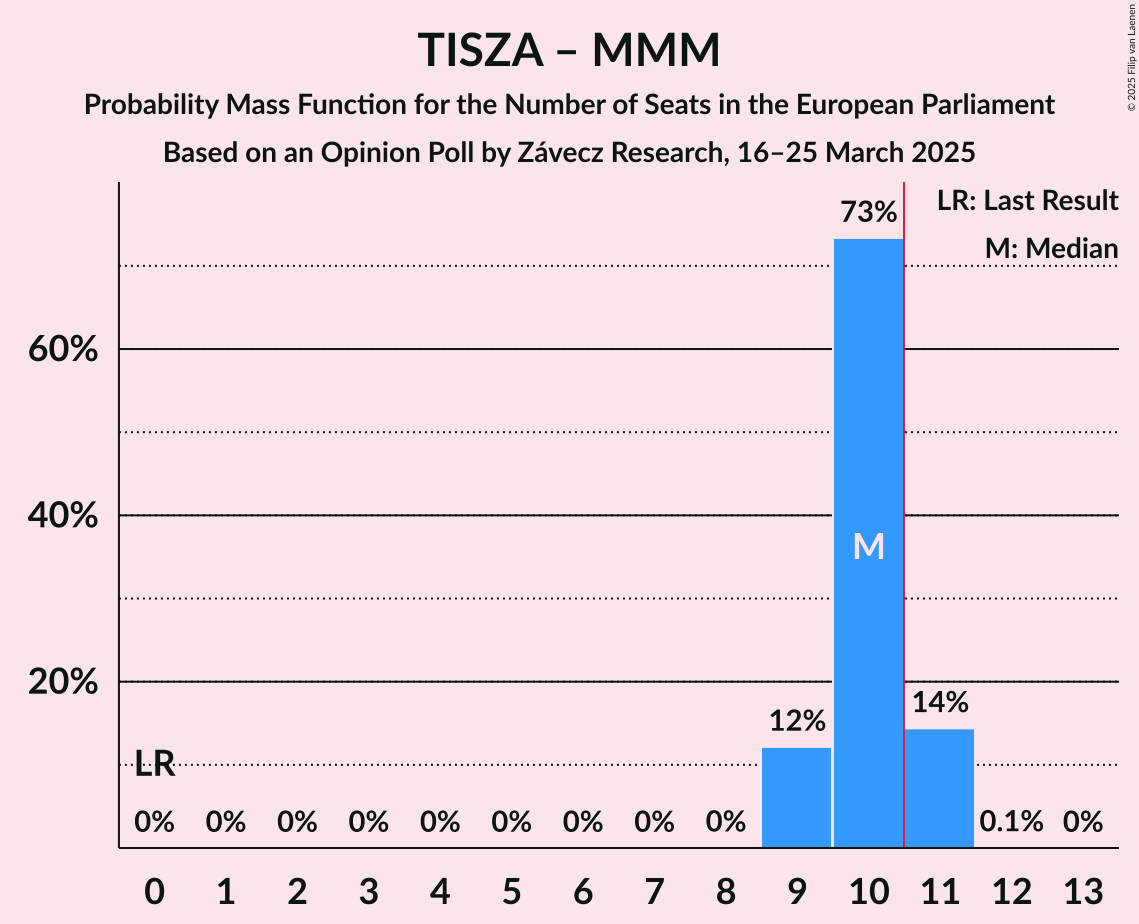 TISZA – MMM
Probability Mass Function for the Number of Seats in the European Parliament
Based on an Opinion Poll by Závecz Research, 16–25 March 2025
© 2025 Filip van Laenen
LR: Last Result
M: Median
73%
60%
40%
M
20%
14%
12%
LR
0% 0% 0% 0% 0% 0% 0% 0% 0% 0.1% 0%
0 1 2 3 4 5 6 7 8 9 10 11 12 13